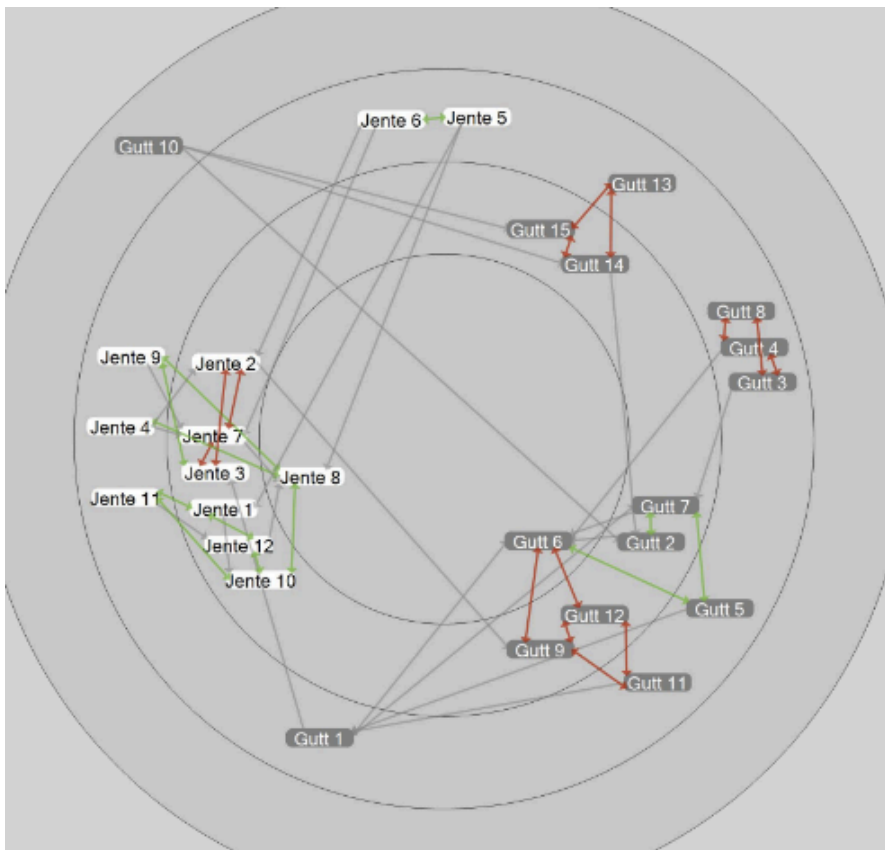 Jente 6
Jente 5
Gutt 10
Gutt 13
Gutt 15
Gutt 14
Gutt 8
Gutt 4
Gutt 3
Jente 9
Jente 2
Jente 4
Jente 7
Jente 3
Jente 8
Jente 11
Jente 1
Jente 12
Jente 10
Gutt 7
Gutt 6
Gutt 2
Gutt 5
Gutt 12
Gutt 9
Gutt 11
Gutt 1